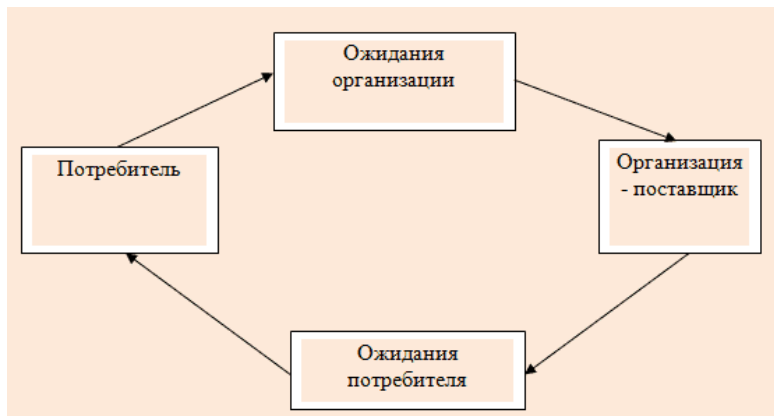 Ожидания
организации
Потребитель
Организация
- поставщик
Ожидания
потребителя